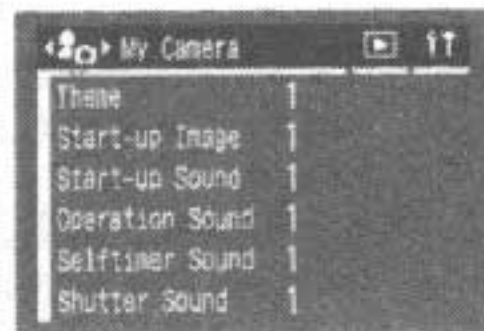 My Camera
Theme 1
Start-up Image 1
Start-up Sound 1
Operation Sound 1
Selftimer Sound 1
Shutter Sound 1